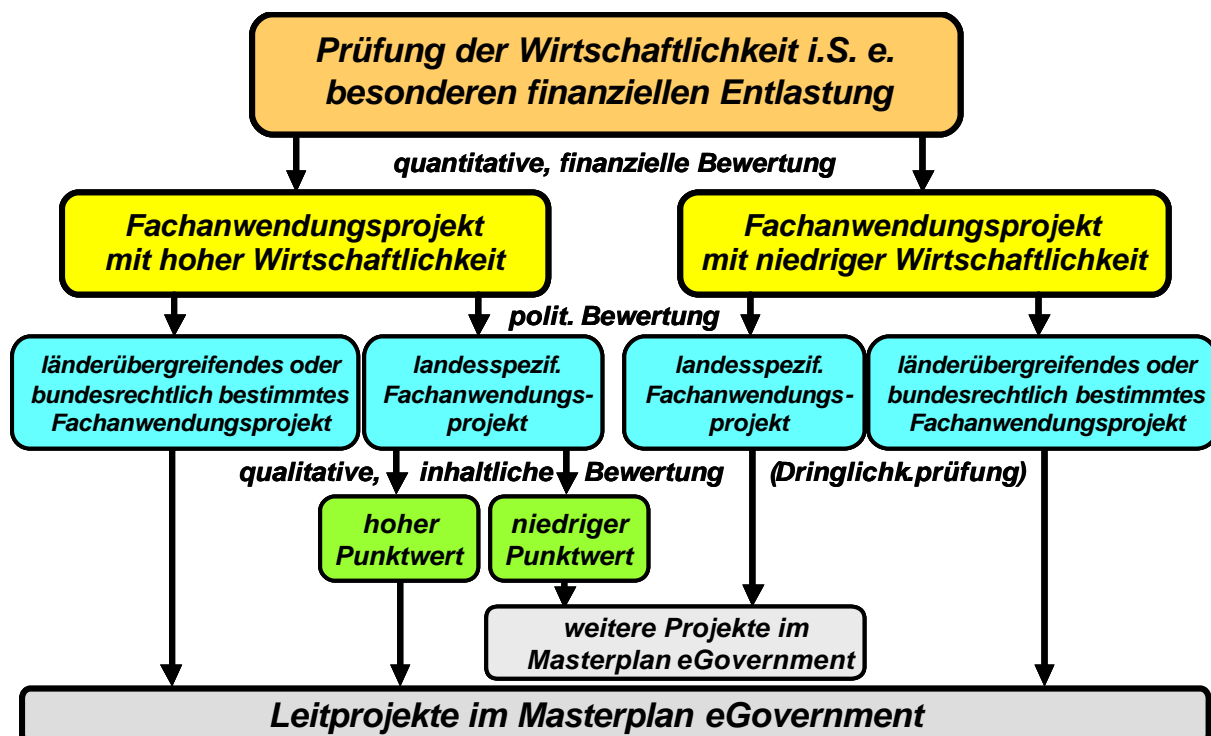 Prüfung der Wirtschaftlichkeit i.S. e.
besonderen finanziellen Entlastung
quantitative, finanzielle Bewertung
Fachanwendungsprojekt
mit hoher Wirtschaftlichkeit
Fachanwendungsprojekt
mit niedriger Wirtschaftlichkeit
polit. Bewertung
länderübergreifendes oder
bundesrechtlich bestimmtes
Fachanwendungsprojekt
landesspezif.
Fachanwendungs-
projekt
landesspezif.
Fachanwendungs-
projekt
länderübergreifendes oder
bundesrechtlich bestimmtes
Fachanwendungsprojekt
qualitative, inhaltliche Bewertung (Dringlichk.prüfung)
hoher
Punktwert
niedriger
Punktwert
weitere Projekte im
Masterplan eGovernment
Leitprojekte im Masterplan eGovernment